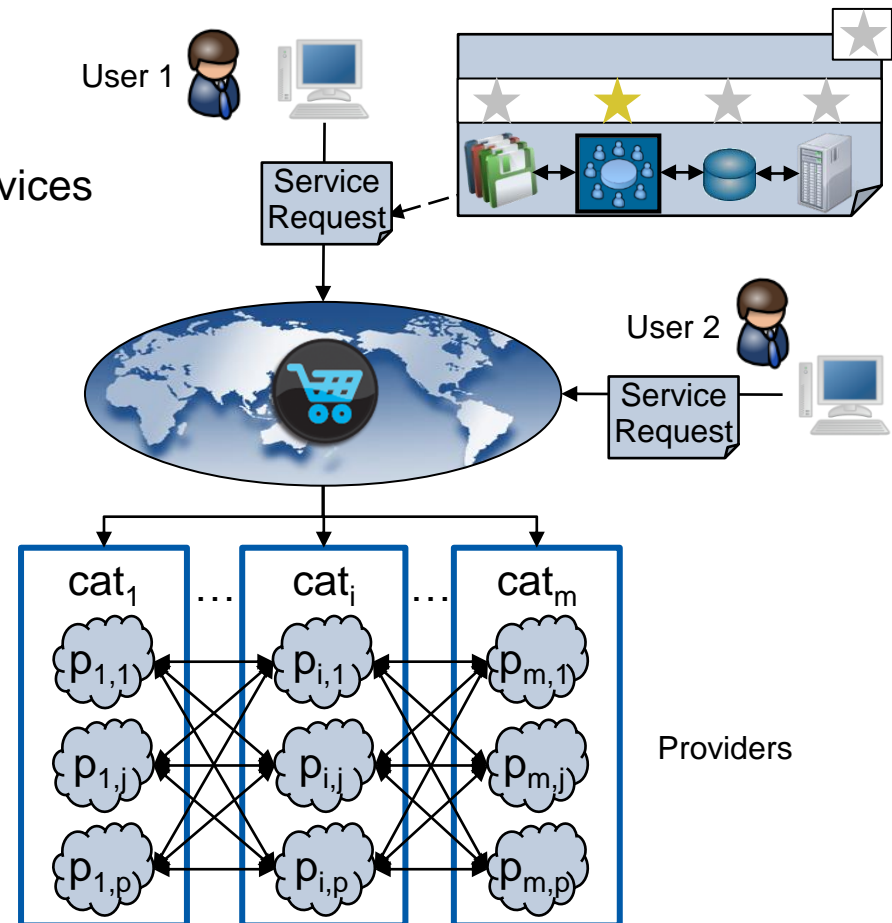 User 1
vices
Service
Request
User 2
Service
Request
cat1 ... cati ... catm
p1,1 pi,1 pm,1
p1,j pi,j pm,j
Providers
p1,p pi,p pm,p